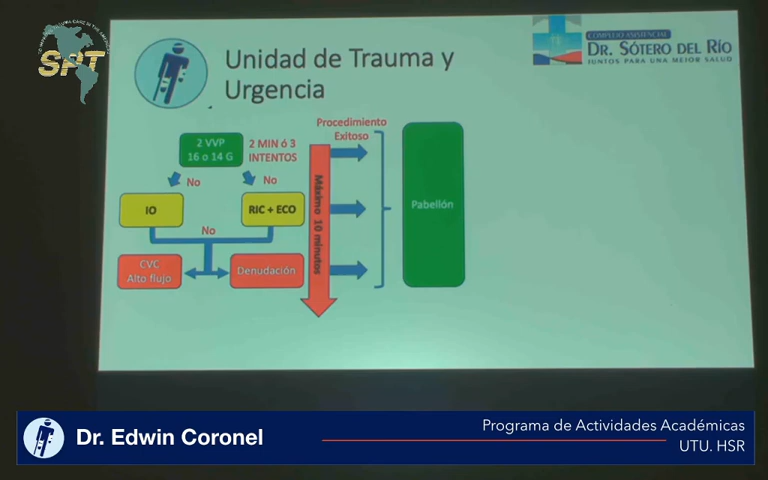 SPT
COMPLEJO ASISTENCIAL
DR. SÓTERO DEL RÍO
JUNTOS PARA UNA MEJOR SALUD
Unidad de Trauma y
Urgencia
2 VVP
16 o 14 G
2 MIN ó 3
INTENTOS
Procedimiento
Exitoso
No
No
IO
RIC + ECO
No
CVC
Alto flujo
Denudación
Máximo 10 minutos
Pabellón
Dr. Edwin Coronel
Programa de Actividades Académicas
UTU. HSR